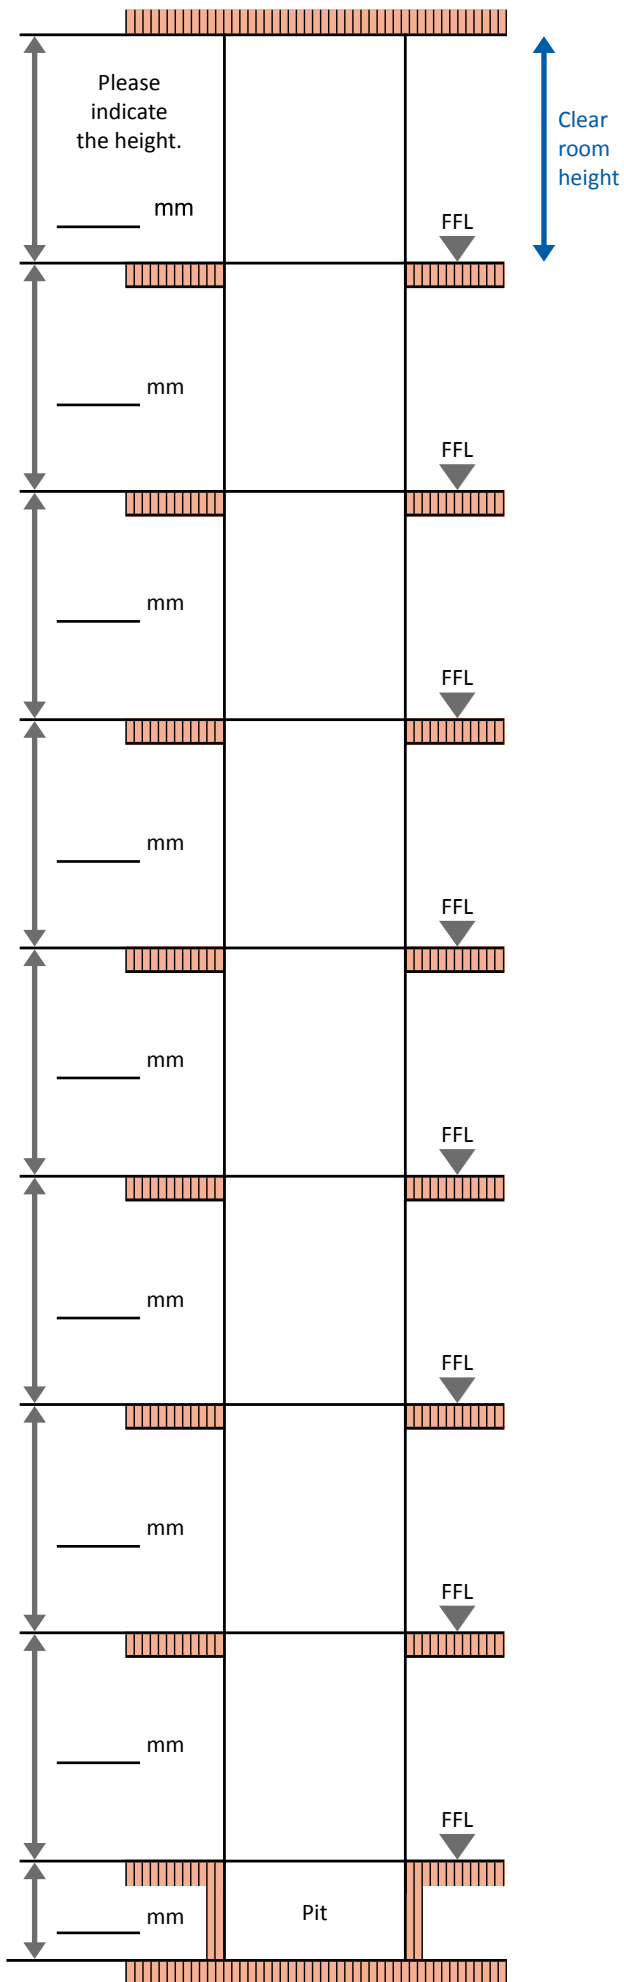 Please
indicate
the height.
Clear
room
height
mm
FFL
mm
FFL
mm
FFL
mm
FFL
mm
FFL
mm
FFL
mm
FFL
mm
FFL
mm
Pit